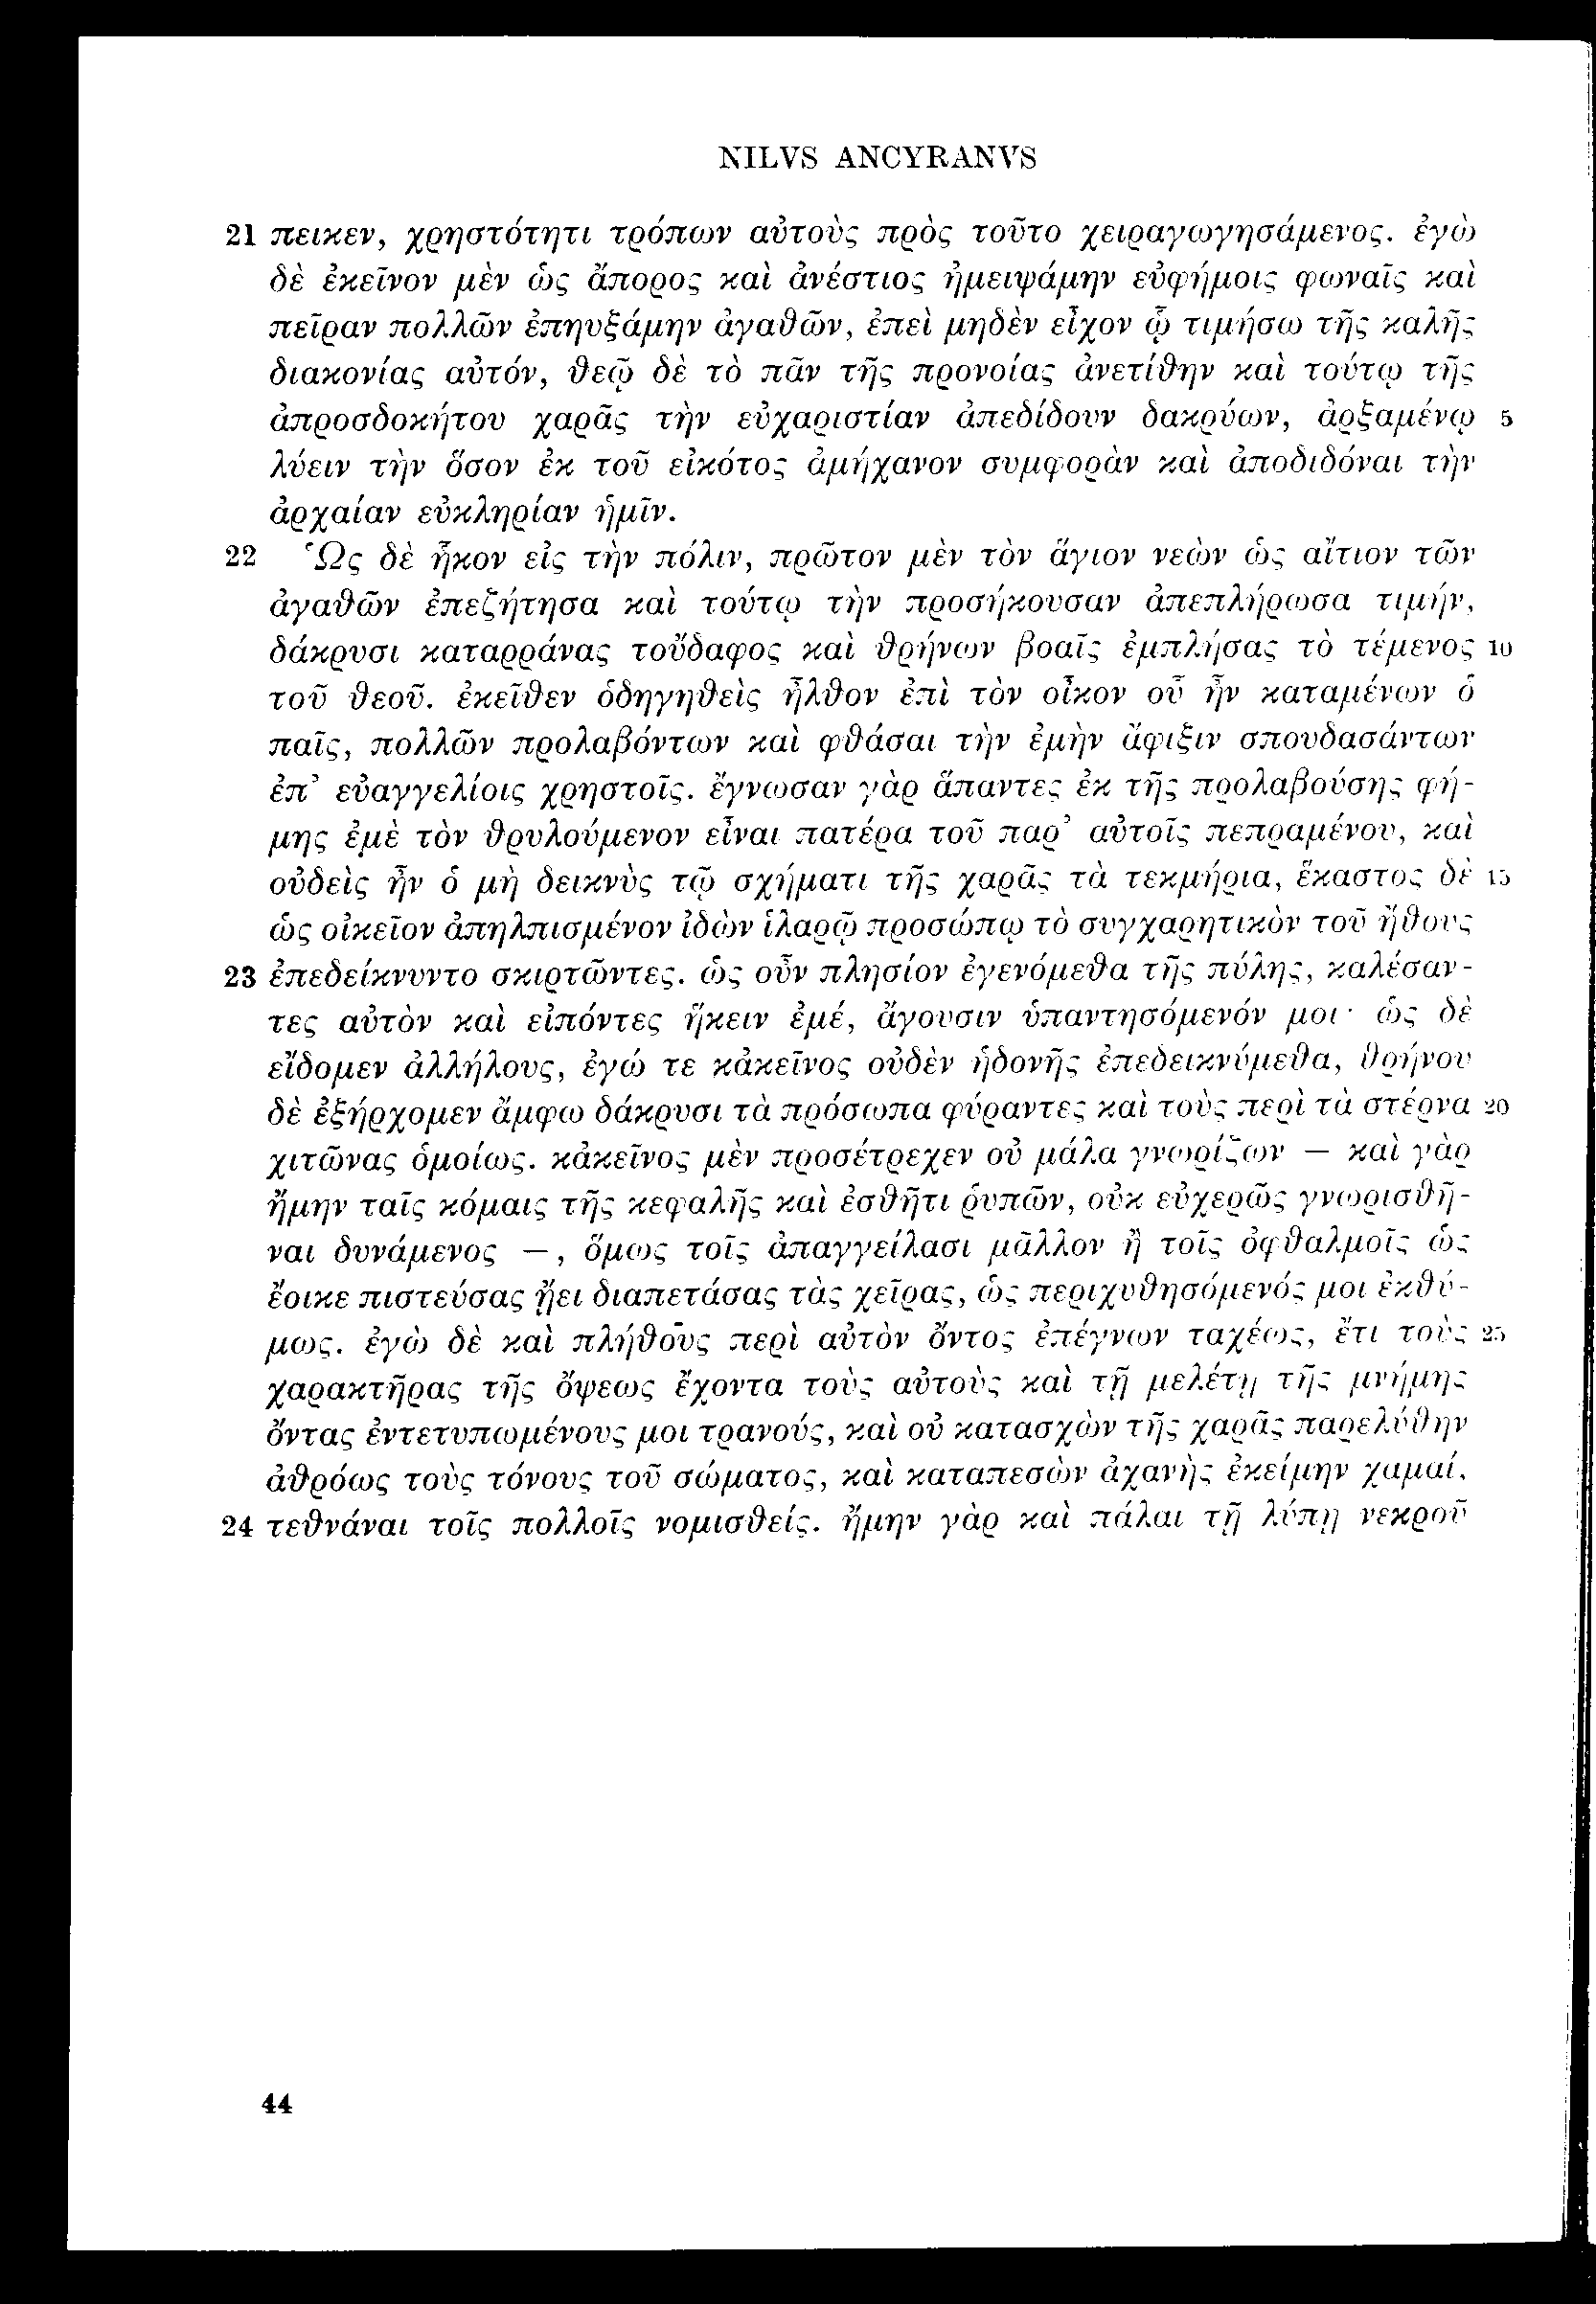 NILVS ANCYRANVS
21 πεικεν, χρηστότητι τρόπων αὐτοὺς πρὸς τοῦτο χειραγωγησάμενος. ἐγὼ
δὲ ἐκεῖνον μὲν ὡς ἄπορος καὶ ἀνέστιος ἠμειψάμην εὐφήμοις φωναῖς καὶ
πεῖραν πολλῶν ἐπηυξάμην ἀγαθῶν, ἐπεὶ μηδὲν εἶχον ᾧ τιμήσω τῆς καλῆς
διακονίας αὐτόν, θεῷ δὲ τὸ πᾶν τῆς προνοίας ἀνετίθην καὶ τούτῳ τῆς
ἀπροσδοκήτου χαρᾶς τὴν εὐχαριστίαν ἀπεδίδουν δακρύων, ἀρξαμένῳ 5
λύειν τὴν ὅσον ἐκ τοῦ εἰκότος ἀμήχανον συμφορὰν καὶ ἀποδιδόναι τὴν
ἀρχαίαν εὐκληρίαν ἡμῖν.
22 Ὡς δὲ ἧκον εἰς τὴν πόλιν, πρῶτον μὲν τὸν ἅγιον νεὼν ὡς αἴτιον τῶν
ἀγαθῶν ἐπεζήτησα καὶ τούτῳ τὴν προσήκουσαν ἀπεπλήρωσα τιμήν,
δάκρυσι καταρράνας τοὔδαφος καὶ θρήνων βοαῖς ἐμπλήσας τὸ τέμενος 10
τοῦ θεοῦ. ἐκεῖθεν ὁδηγηθεὶς ἦλθον ἐπὶ τὸν οἶκον οὗ ἦν καταμένων ὁ
παῖς, πολλῶν προλαβόντων καὶ φθάσαι τὴν ἐμὴν ἄφιξιν σπουδασάντων
ἐπ’ εὐαγγελίοις χρηστοῖς. ἔγνωσαν γὰρ ἅπαντες ἐκ τῆς προλαβούσης φή-
μης ἐμὲ τὸν θρυλούμενον εἶναι πατέρα τοῦ παρ’ αὐτοῖς πεπραμένου, καὶ
οὐδεὶς ἦν ὁ μὴ δεικνὺς τῷ σχήματι τῆς χαρᾶς τὰ τεκμήρια, ἕκαστος δὲ 15
ὡς οἰκεῖον ἀπηλπισμένον ἰδὼν ἱλαρῷ προσώπῳ τὸ συγχαρητικὸν τοῦ ἤθους
23 ἐπεδείκνυντο σκιρτῶντες. ὡς οὖν πλησίον ἐγενόμεθα τῆς πύλης, καλέσαν-
τες αὐτὸν καὶ εἰπόντες ἥκειν ἐμέ, ἄγουσιν ὑπαντησόμενόν μοι· ὡς δὲ
εἴδομεν ἀλλήλους, ἐγώ τε κἀκεῖνος οὐδὲν ἡδονῆς ἐπεδεικνύμεθα, θρήνου
δὲ ἐξήρχομεν ἄμφω δάκρυσι τὰ πρόσωπα φύραντες καὶ τοὺς περὶ τὰ στέρνα 20
χιτῶνας ὁμοίως. κἀκεῖνος μὲν προσέτρεχεν οὐ μάλα γνωρίζων — καὶ γὰρ
ἤμην ταῖς κόμαις τῆς κεφαλῆς καὶ ἐσθῆτι ῥυπῶν, οὐκ εὐχερῶς γνωρισθῆ-
ναι δυνάμενος —, ὅμως τοῖς ἀπαγγείλασι μᾶλλον ἢ τοῖς ὀφθαλμοῖς ὡς
ἔοικε πιστεύσας ᾔει διαπετάσας τὰς χεῖρας, ὡς περιχυθησόμενός μοι ἐκθύ-
μως. ἐγὼ δὲ καὶ πλήθους περὶ αὐτὸν ὄντος ἐπέγνων ταχέως, ἔτι τοὺς 25
χαρακτῆρας τῆς ὄψεως ἔχοντα τοὺς αὐτοὺς καὶ τῇ μελέτῃ τῆς μνήμης
ὄντας ἐντετυπωμένους μοι τρανούς, καὶ οὐ κατασχὼν τῆς χαρᾶς παρελύθην
ἀθρόως τοὺς τόνους τοῦ σώματος, καὶ καταπεσὼν ἀχανὴς ἐκείμην χαμαί,
24 τεθνάναι τοῖς πολλοῖς νομισθείς. ἤμην γὰρ καὶ πάλαι τῇ λύπῃ νεκροῦ
44